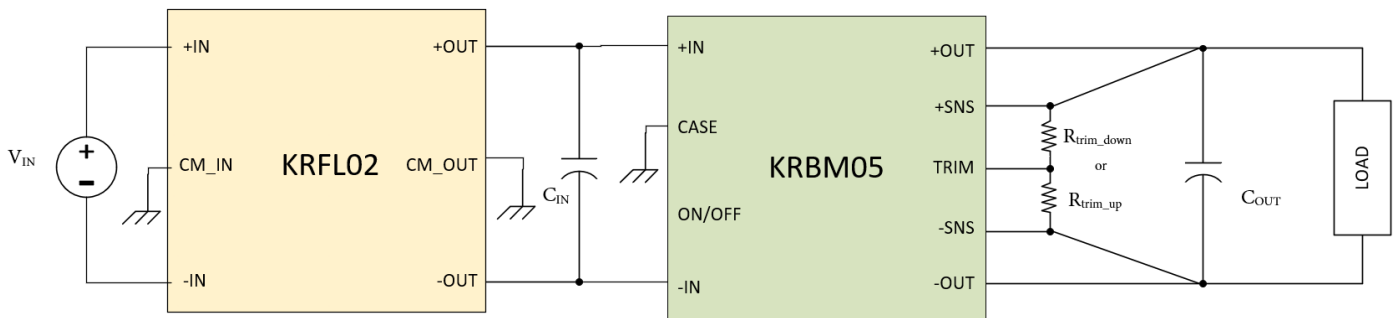 V_IN
+
-
+IN
CM_IN
-IN
KRFL02
+OUT
CM_OUT
-OUT
C_IN
+IN
CASE
ON/OFF
-IN
KRBM05
+OUT
+SNS
TRIM
-SNS
-OUT
R_trim_down
or
R_trim_up
C_OUT
LOAD